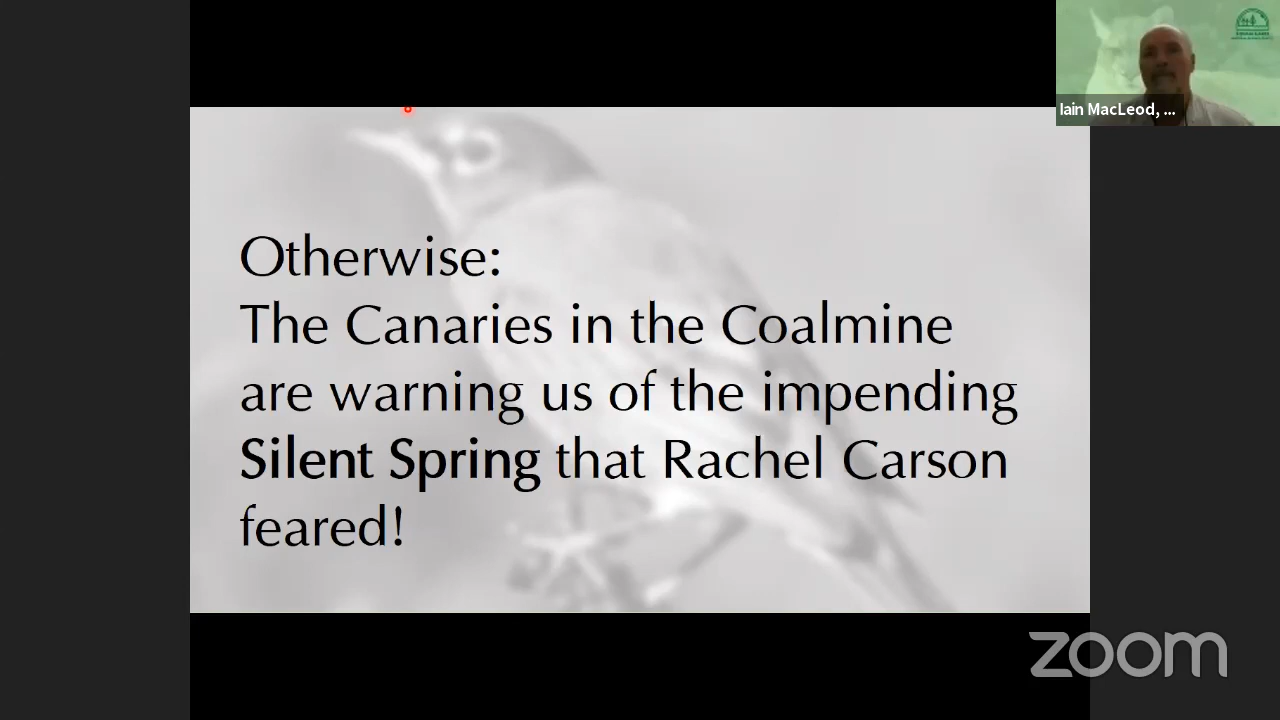 Iain MacLeod, ...
Otherwise:
The Canaries in the Coalmine
are warning us of the impending
Silent Spring that Rachel Carson
feared!
zoom